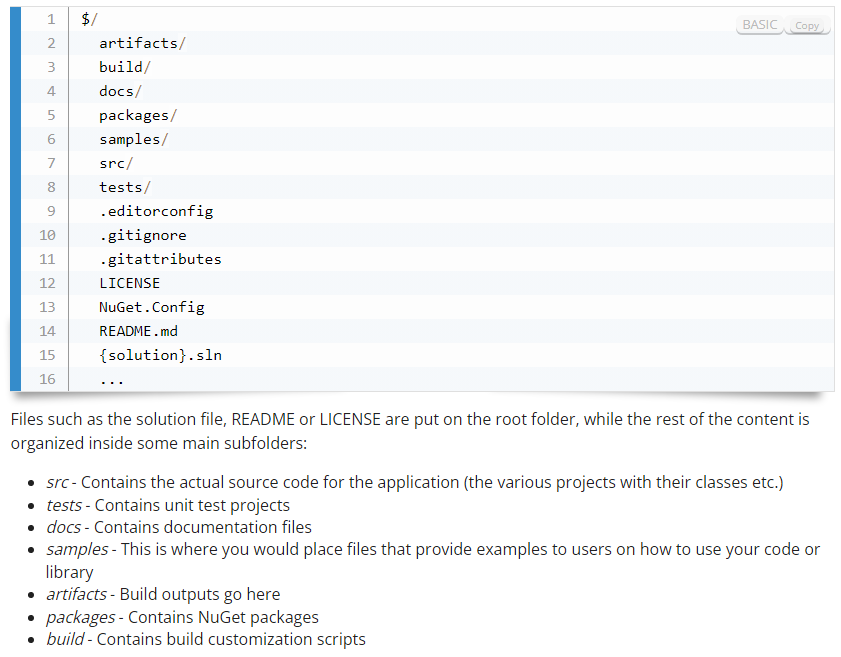 1 $/
BASIC Copy
2 artifacts/
3 build/
4 docs/
5 packages/
6 samples/
7 src/
8 tests/
9 .editorconfig
10 .gitignore
11 .gitattributes
12 LICENSE
13 NuGet.Config
14 README.md
15 {solution}.sln
16 ...
Files such as the solution file, README or LICENSE are put on the root folder, while the rest of the content is
organized inside some main subfolders:
• src - Contains the actual source code for the application (the various projects with their classes etc.)
• tests - Contains unit test projects
• docs - Contains documentation files
• samples - This is where you would place files that provide examples to users on how to use your code or
library
• artifacts - Build outputs go here
• packages - Contains NuGet packages
• build - Contains build customization scripts